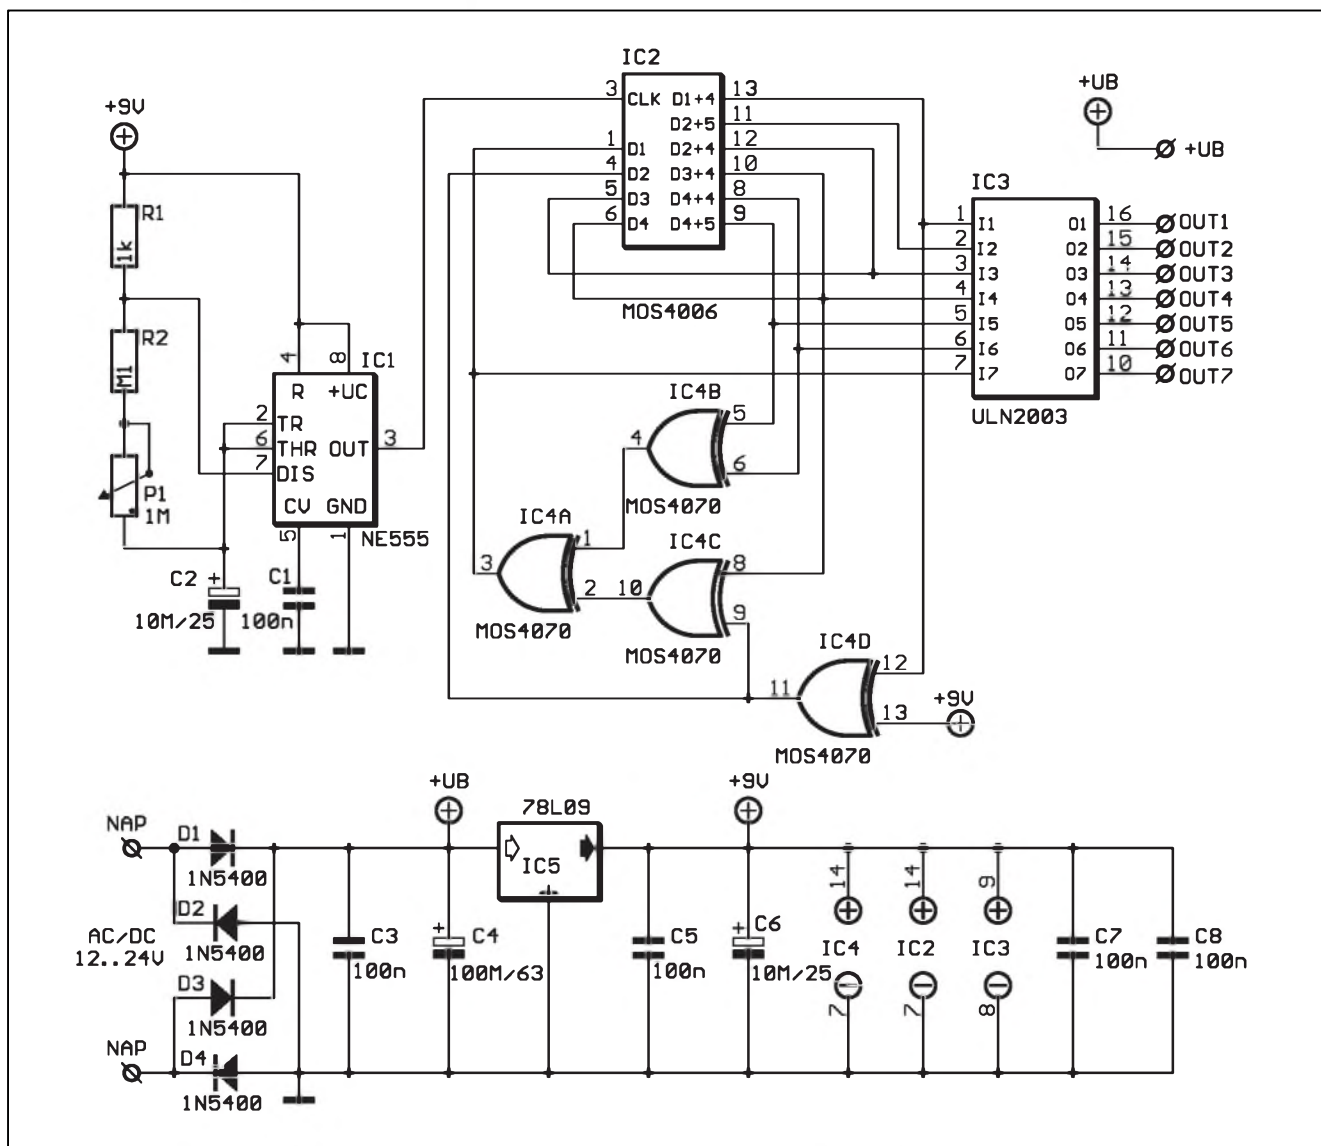 +9V
R1
1k
R2
M1
P1
1M
C2
+
10M/25
C1
100n
IC1
4
8
R +UC
2 TR
6 THR OUT 3
7 DIS
CV GND
5
1
NE555
IC2
3 CLK D1+4 13
D2+5 11
1 D1 D2+4 12
4 D2 D3+4 10
5 D3 D4+4 8
6 D4 D4+5 9
MOS4006
+UB
+UB
IC3
1 I1 O1 16 OUT1
2 I2 O2 15 OUT2
3 I3 O3 14 OUT3
4 I4 O4 13 OUT4
5 I5 O5 12 OUT5
6 I6 O6 11 OUT6
7 I7 O7 10 OUT7
ULN2003
IC4B
5
4
6
MOS4070
IC4A
1
3
2
MOS4070
IC4C
8
10
9
MOS4070
IC4D
12
11
13
+9V
MOS4070
NAP
D1
1N5400
D2
1N5400
AC/DC
12..24V
D3
1N5400
NAP
D4
1N5400
C3
100n
+UB
+
C4
100M/63
78L09
IC5
C5
100n
+9V
+
C6
10M/25
14
IC4
7
14
IC2
7
9
IC3
8
C7
100n
C8
100n